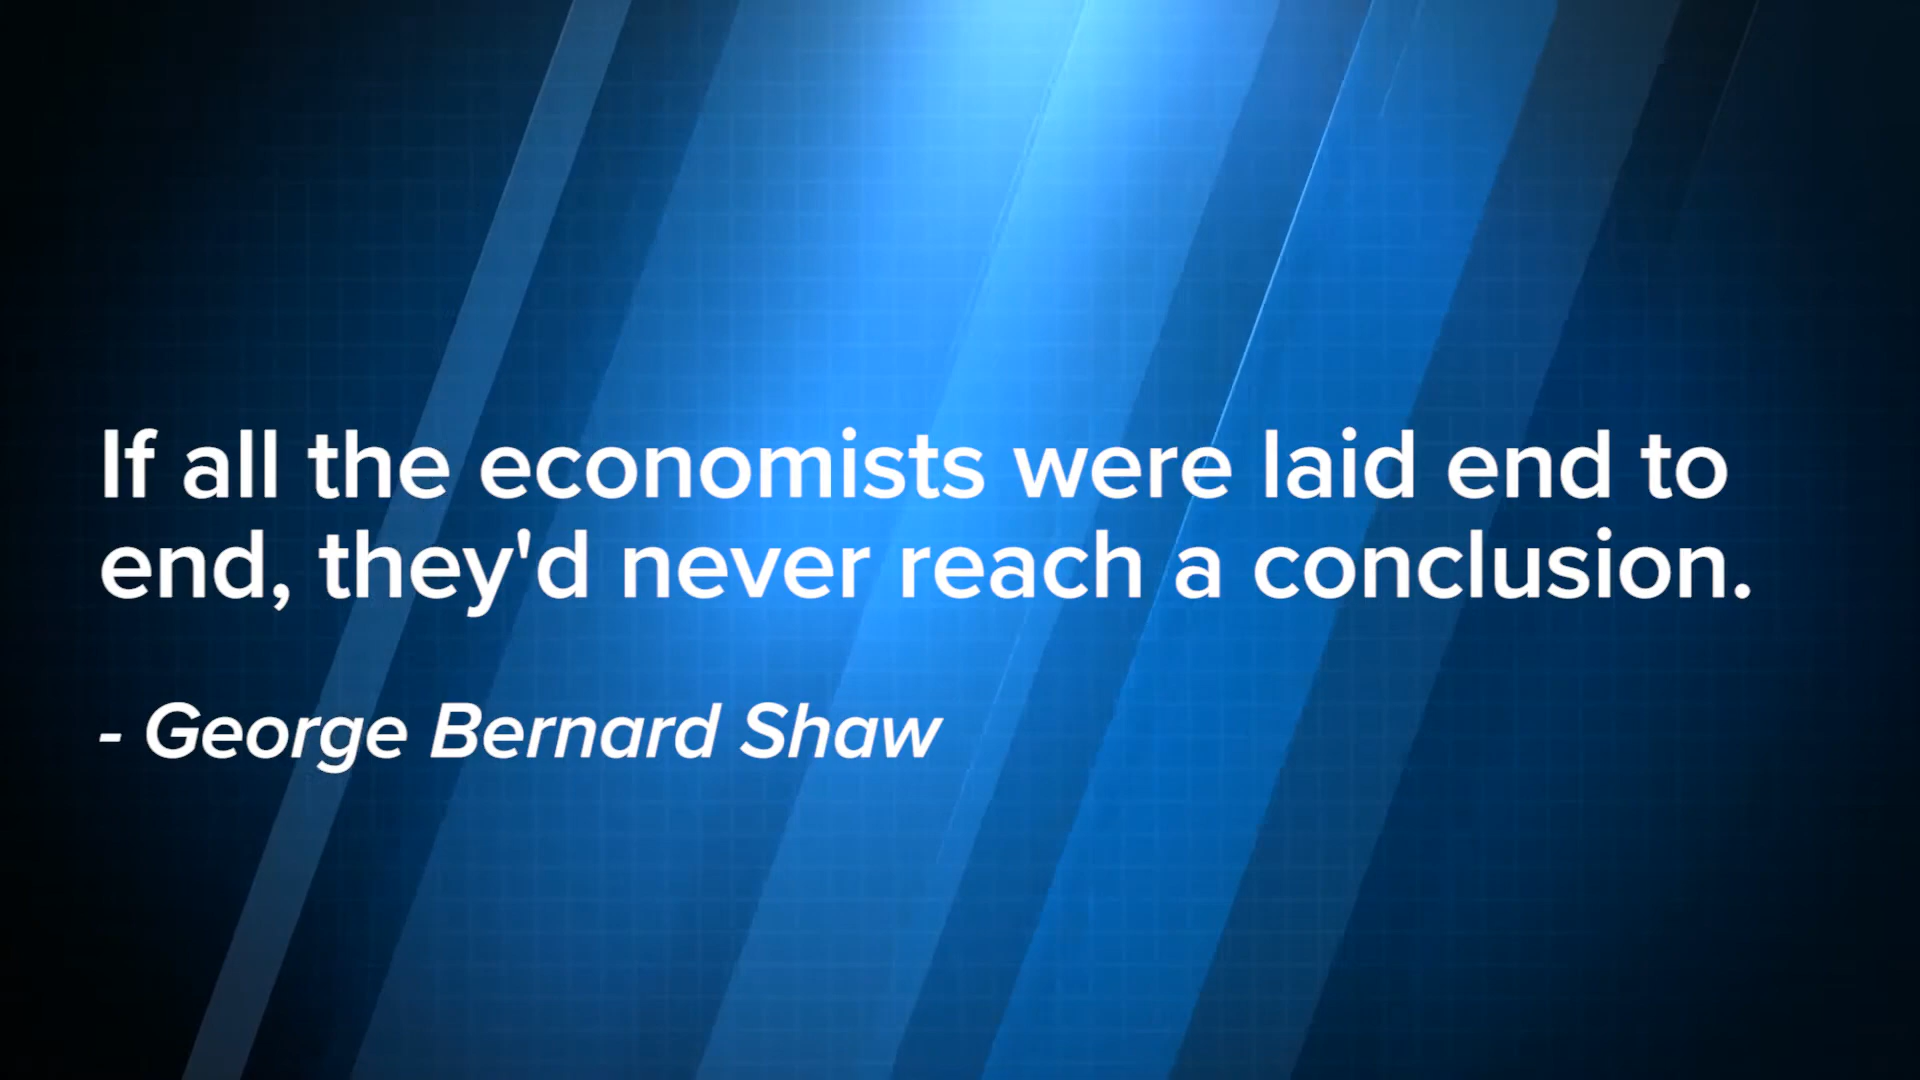 If all the economists were laid end to
end, they'd never reach a conclusion.
- George Bernard Shaw